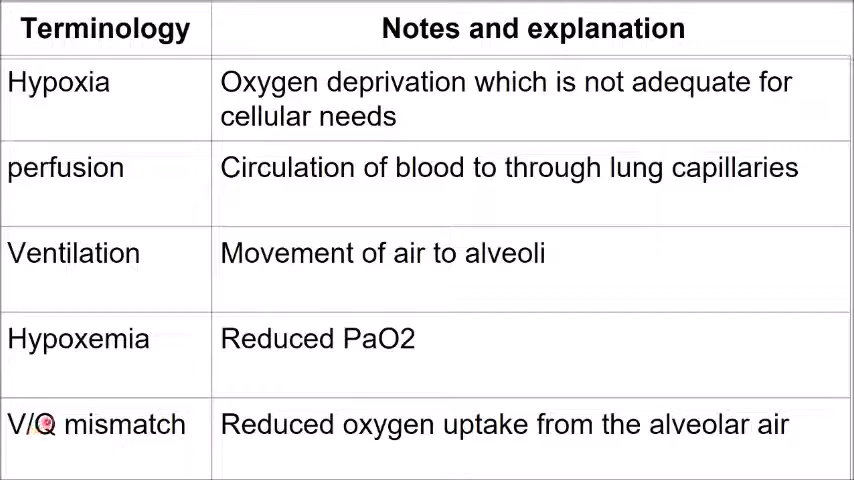 Terminology
Notes and explanation
Hypoxia
Oxygen deprivation which is not adequate for
cellular needs
perfusion
Circulation of blood to through lung capillaries
Ventilation
Movement of air to alveoli
Hypoxemia
Reduced PaO2
V/Q mismatch
Reduced oxygen uptake from the alveolar air